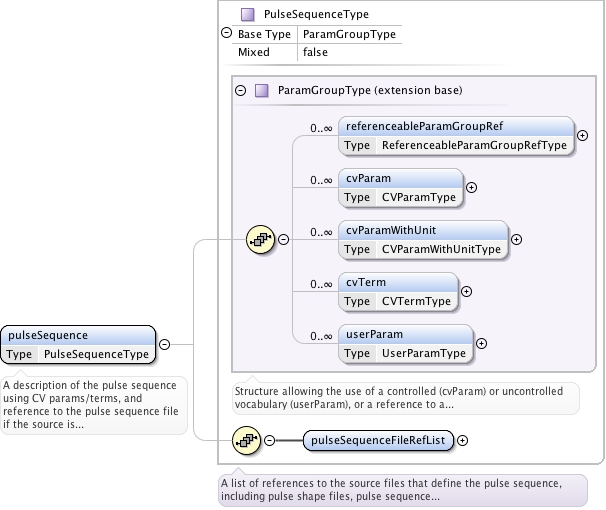 PulseSequenceType
Base Type ParamGroupType
Mixed false
ParamGroupType (extension base)
0..∞ referenceableParamGroupRef
Type ReferenceableParamGroupRefType
0..∞ cvParam
Type CVParamType
0..∞ cvParamWithUnit
Type CVParamWithUnitType
0..∞ cvTerm
Type CVTermType
0..∞ userParam
Type UserParamType
pulseSequence
Type PulseSequenceType
A description of the pulse sequence
using CV params/terms, and
reference to the pulse sequence file
if the source is...
Structure allowing the use of a controlled (cvParam) or uncontrolled
vocabulary (userParam), or a reference to a...
pulseSequenceFileRefList
A list of references to the source files that define the pulse sequence,
including pulse shape files, pulse sequence...